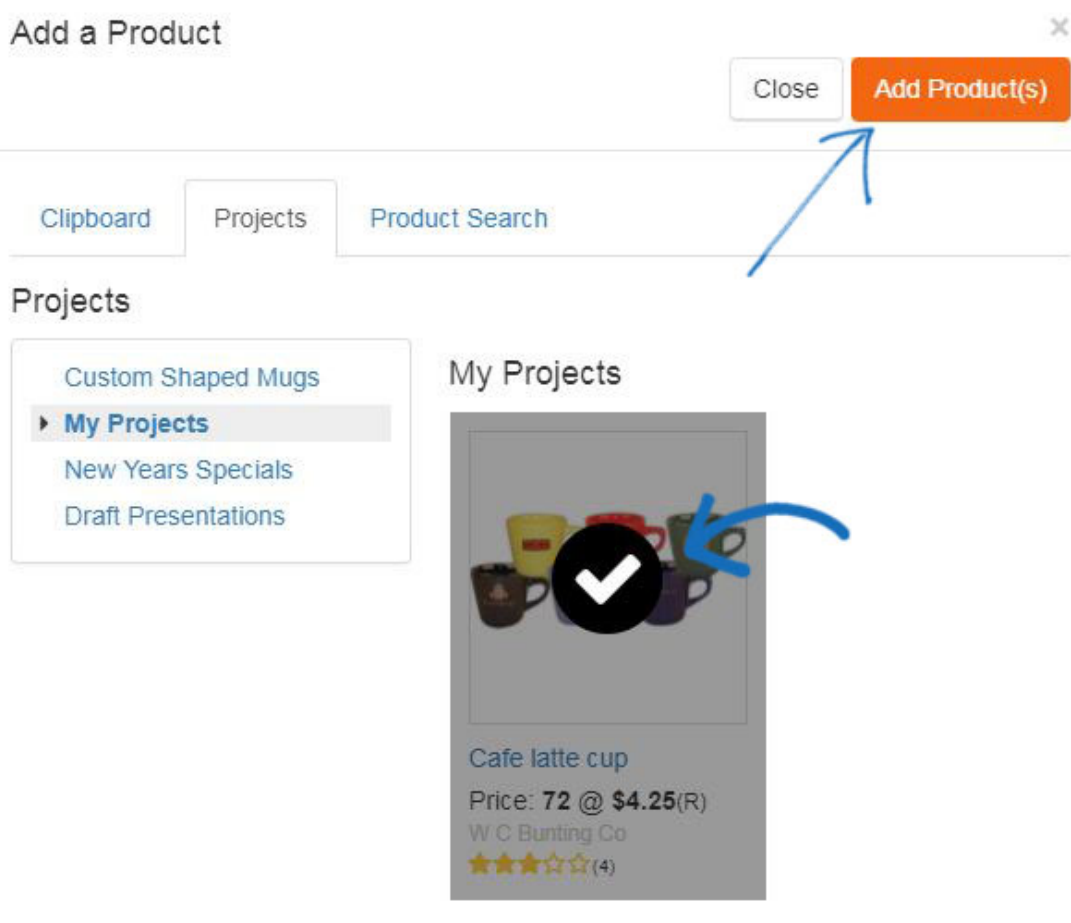 Add a Product
×
Close
Add Product(s)
Clipboard
Projects
Product Search
Projects
Custom Shaped Mugs
My Projects
New Years Specials
Draft Presentations
My Projects
Cafe latte cup
Price: 72 @ $4.25(R)
W C Bunting Co
(4)